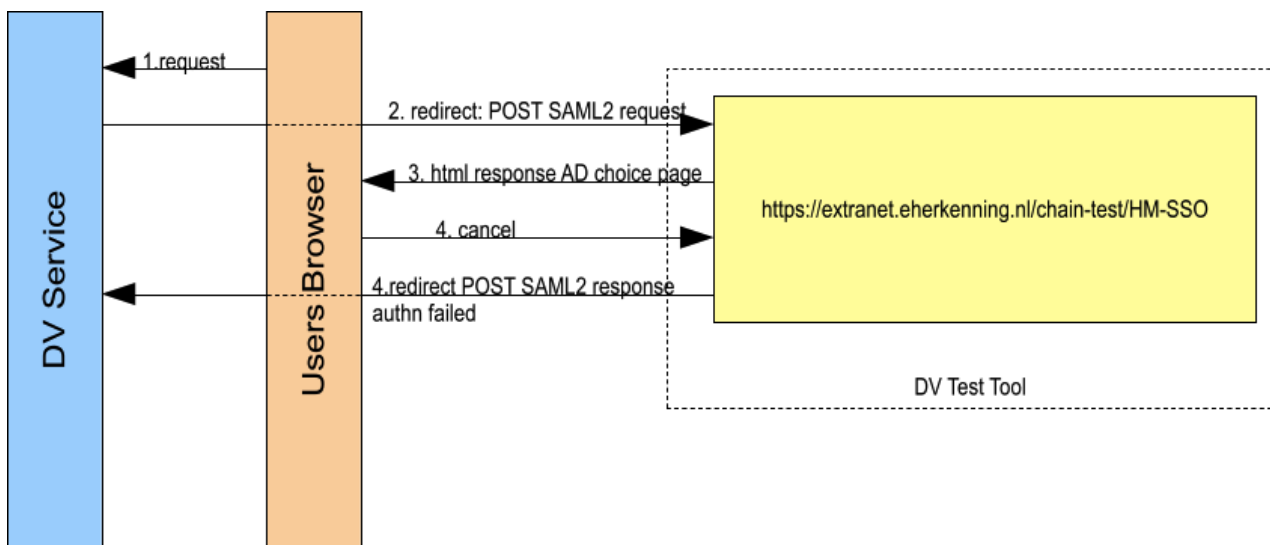 1.request
2. redirect: POST SAML2 request
3. html response AD choice page
4. cancel
4.redirect POST SAML2 response
authn failed
DV Service
Users Browser
https://extranet.eherkenning.nl/chain-test/HM-SSO
DV Test Tool